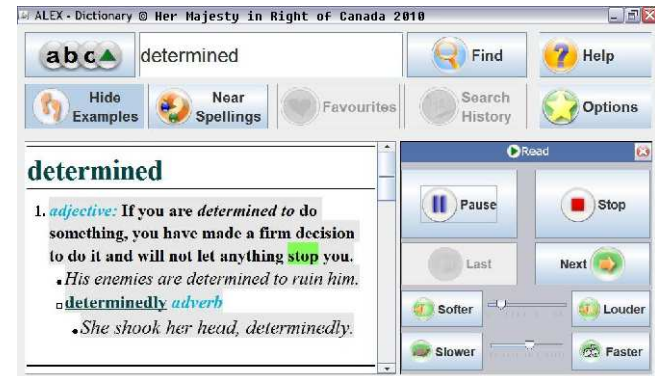 ALEX - Dictionary © Her Majesty in Right of Canada 2010
abc
determined
Find
Help
Hide
Examples
Near
Spellings
Favourites
Search
History
Options
determined
1. adjective: If you are determined to do
something, you have made a firm decision
to do it and will not let anything stop you.
• His enemies are determined to ruin him.
▫ determinedly adverb
• She shook her head, determinedly.
Read
Pause
Stop
Last
Next
Softer
Louder
Slower
Faster